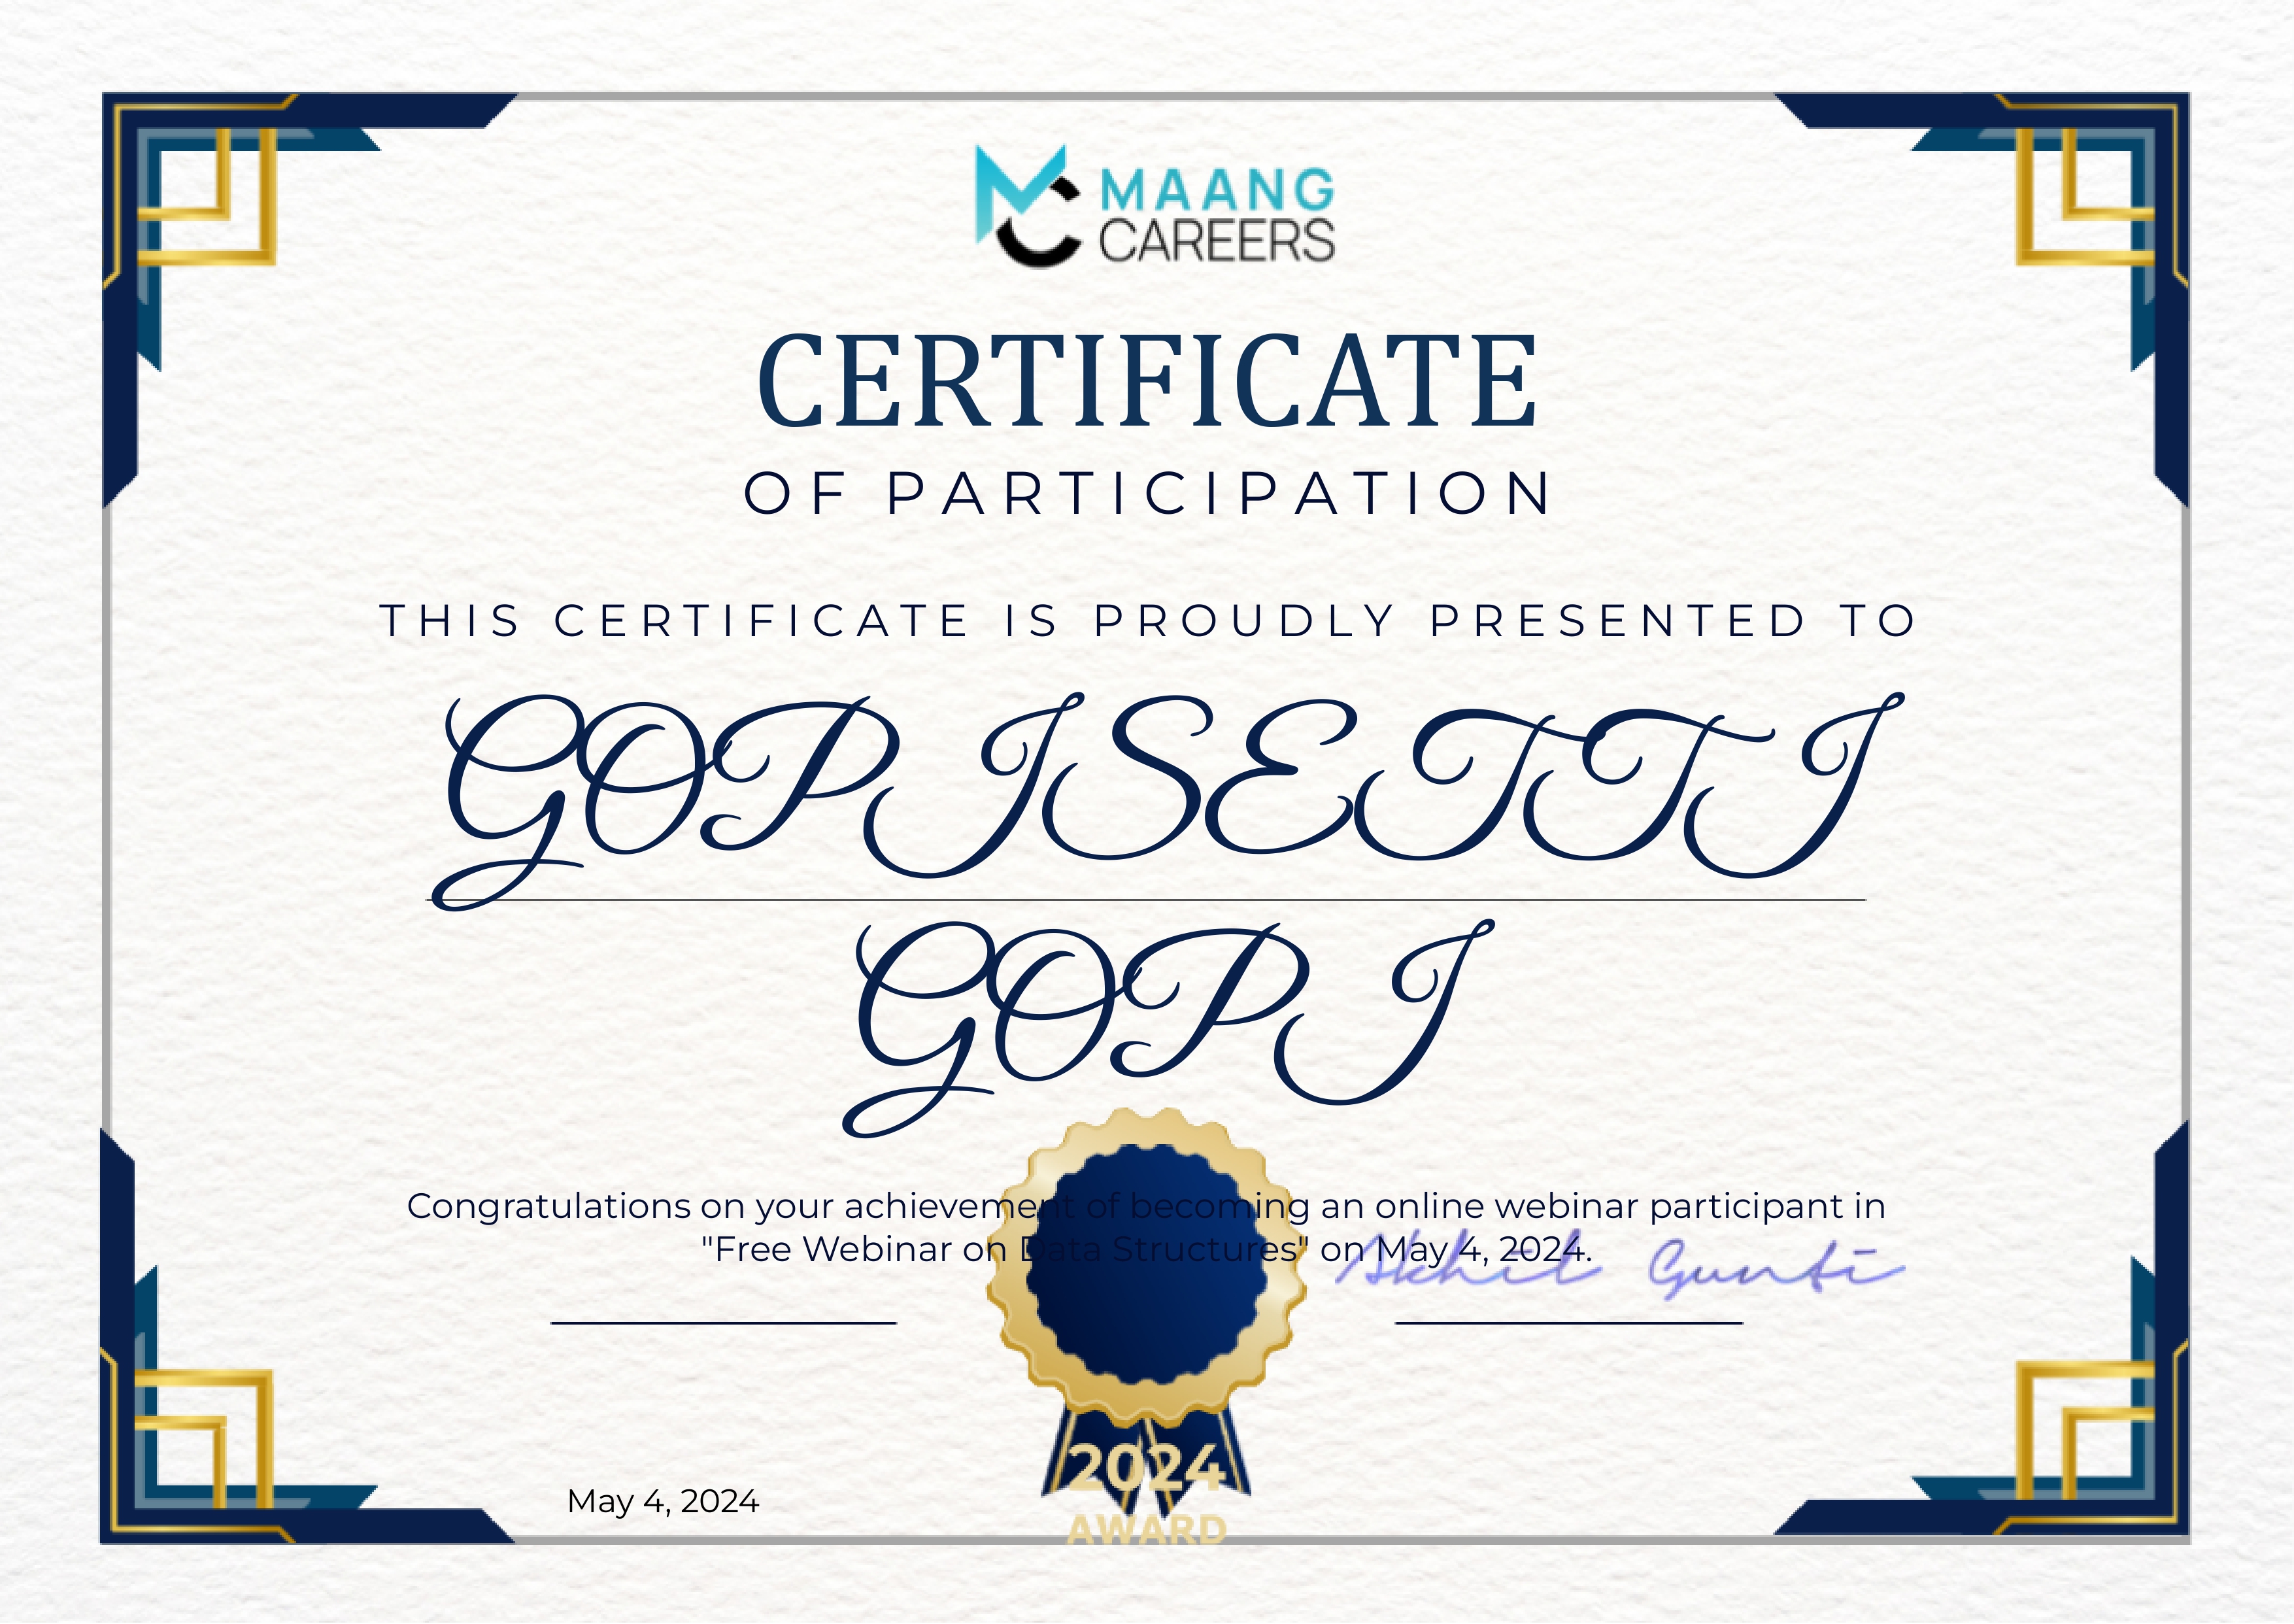 MAANG
CAREERS
CERTIFICATE
OF PARTICIPATION
THIS CERTIFICATE IS PROUDLY PRESENTED TO
GOPISETTI
GOPI
Congratulations on your achievement of becoming an online webinar participant in
"Free Webinar on Data Structures" on May 4, 2024.
Akhil Gunti
2024
AWARD
May 4, 2024